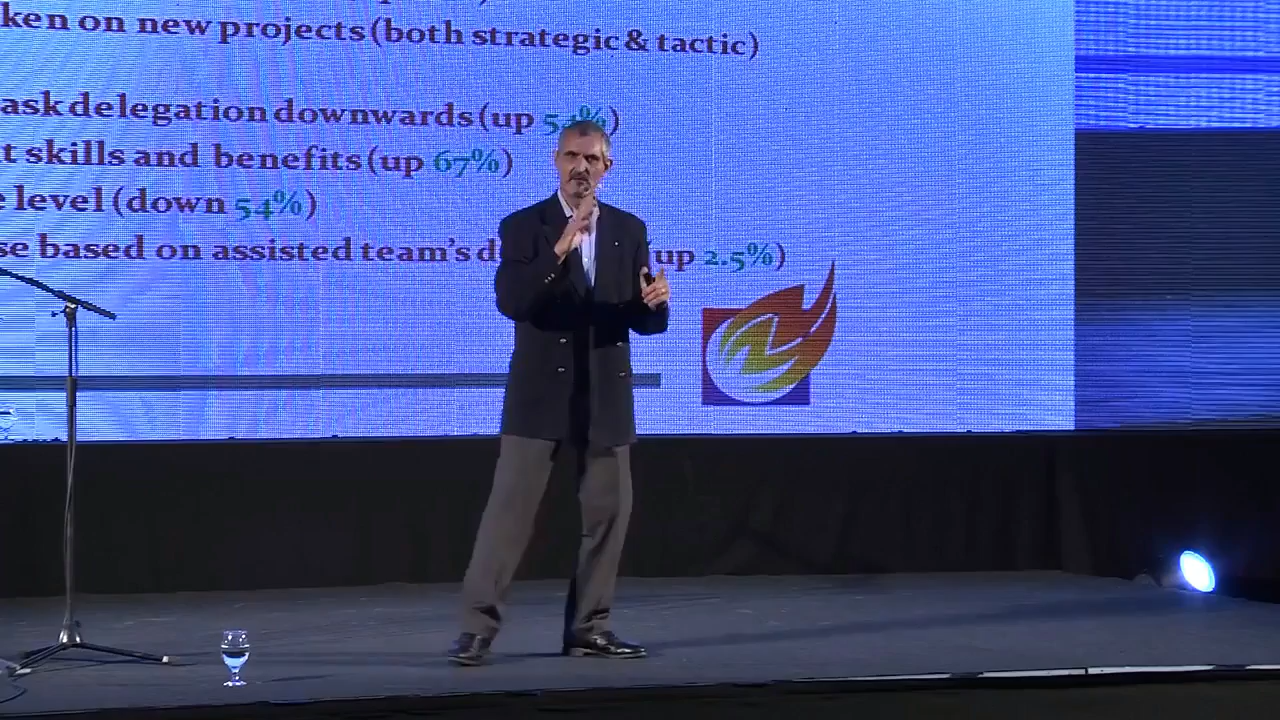 ken on new projects (both strategic & tactic)
ask delegation downwards (up 54%)
t skills and benefits (up 67%)
e level (down 54%)
se based on assisted team's d (up 2.5%)